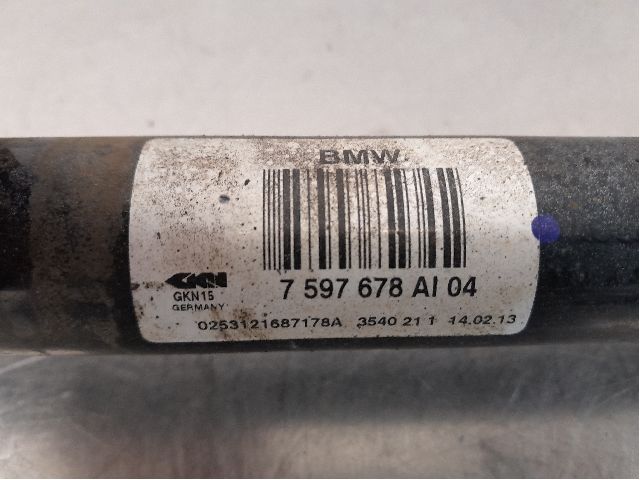 BMW
GKN
7 597 678 AI 04
GKN15
GERMANY
0253121687178A 3540 21 1 14.02.13